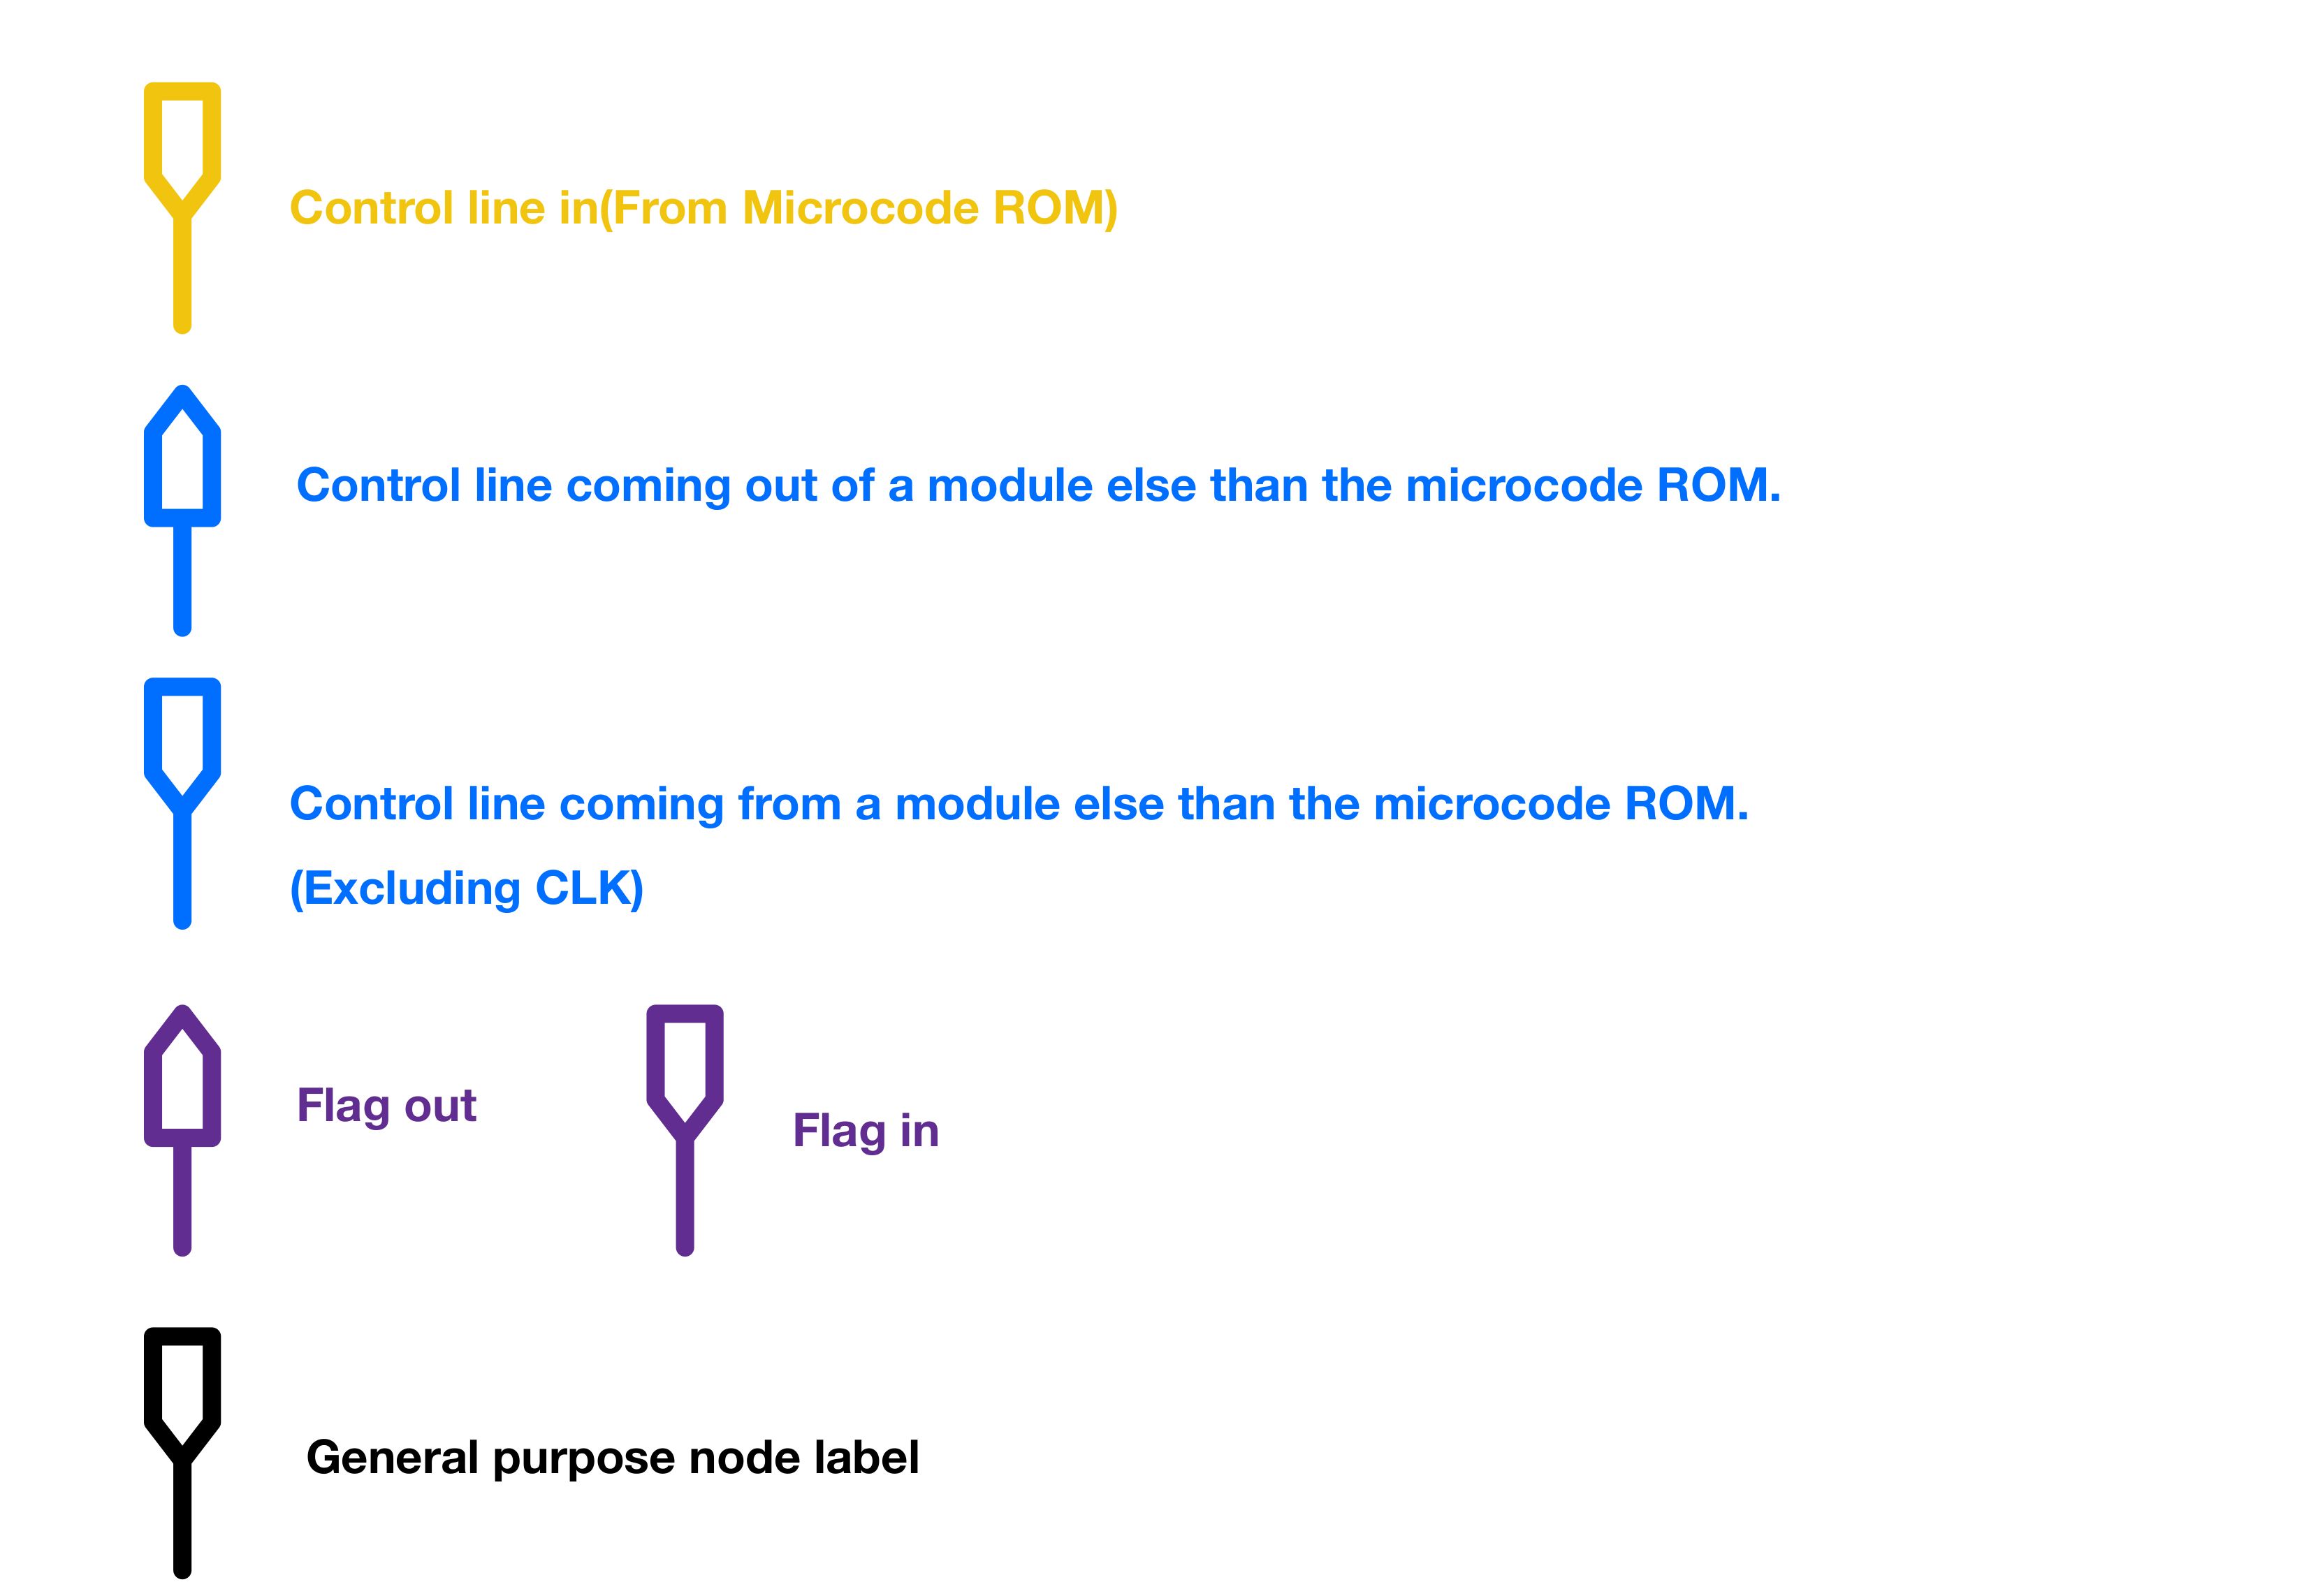 Control line in(From Microcode ROM)
Control line coming out of a module else than the microcode ROM.
Control line coming from a module else than the microcode ROM.
(Excluding CLK)
Flag out
Flag in
General purpose node label